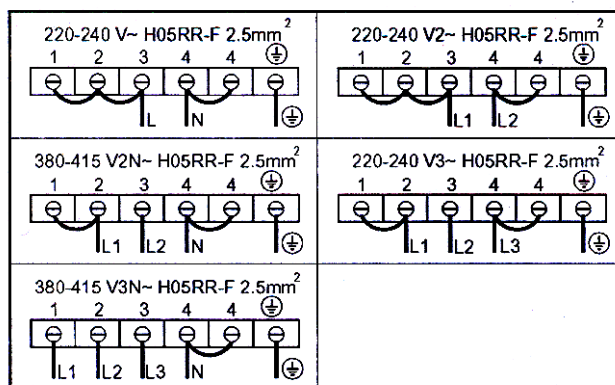 220-240 V~ H05RR-F 2.5mm²
1 2 3 4 4
L N
220-240 V2~ H05RR-F 2.5mm²
1 2 3 4 4
L1 L2
380-415 V2N~ H05RR-F 2.5mm²
1 2 3 4 4
L1 L2 N
220-240 V3~ H05RR-F 2.5mm²
1 2 3 4 4
L1 L2 L3
380-415 V3N~ H05RR-F 2.5mm²
1 2 3 4 4
L1 L2 L3 N